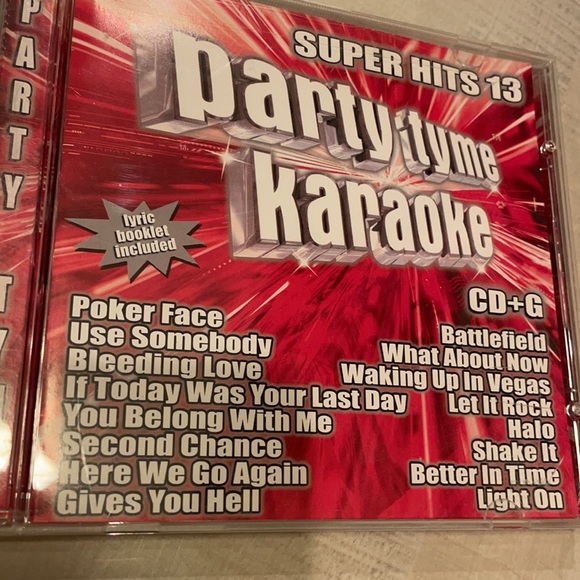 PARTY TY
SUPER HITS 13
party tyme
karaoke
lyric
booklet
included
CD+G
Poker Face
Use Somebody
Bleeding Love
If Today Was Your Last Day
You Belong With Me
Second Chance
Here We Go Again
Gives You Hell
Battlefield
What About Now
Waking Up In Vegas
Let It Rock
Halo
Shake It
Better In Time
Light On